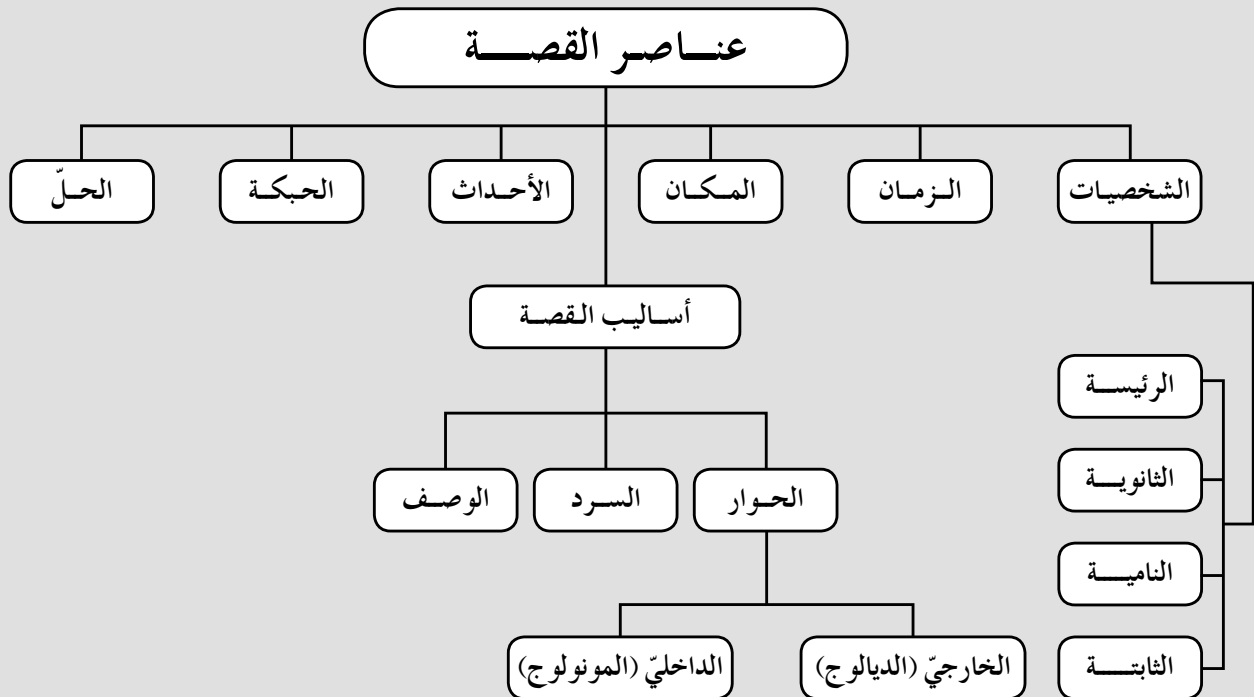 عناصر القصة
الشخصيات
الزمان
المكان
الأحداث
الحبكة
الحلّ
أساليب القصة
الرئيسة
الثانوية
النامية
الثابتة
الحوار
السرد
الوصف
الخارجيّ (الديالوج)
الداخليّ (المونولوج)